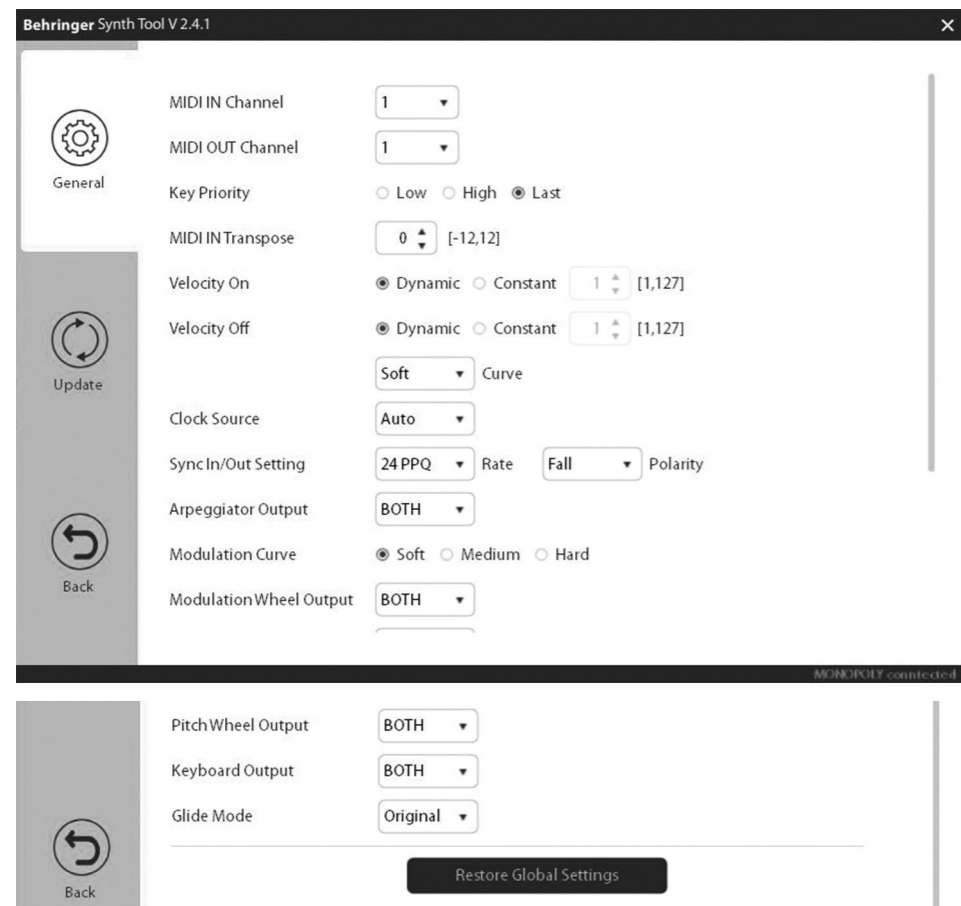 Behringer Synth Tool V 2.4.1
MIDI IN Channel 1
MIDI OUT Channel 1
General
Key Priority Low High Last
MIDI IN Transpose 0 [-12,12]
Velocity On Dynamic Constant 1 [1,127]
Velocity Off Dynamic Constant 1 [1,127]
Update
Soft Curve
Clock Source Auto
Sync In/Out Setting 24 PPQ Rate Fall Polarity
Arpeggiator Output BOTH
Modulation Curve Soft Medium Hard
Back
Modulation Wheel Output BOTH
MONOPOLY conntected
Pitch Wheel Output BOTH
Keyboard Output BOTH
Glide Mode Original
Restore Global Settings
Back